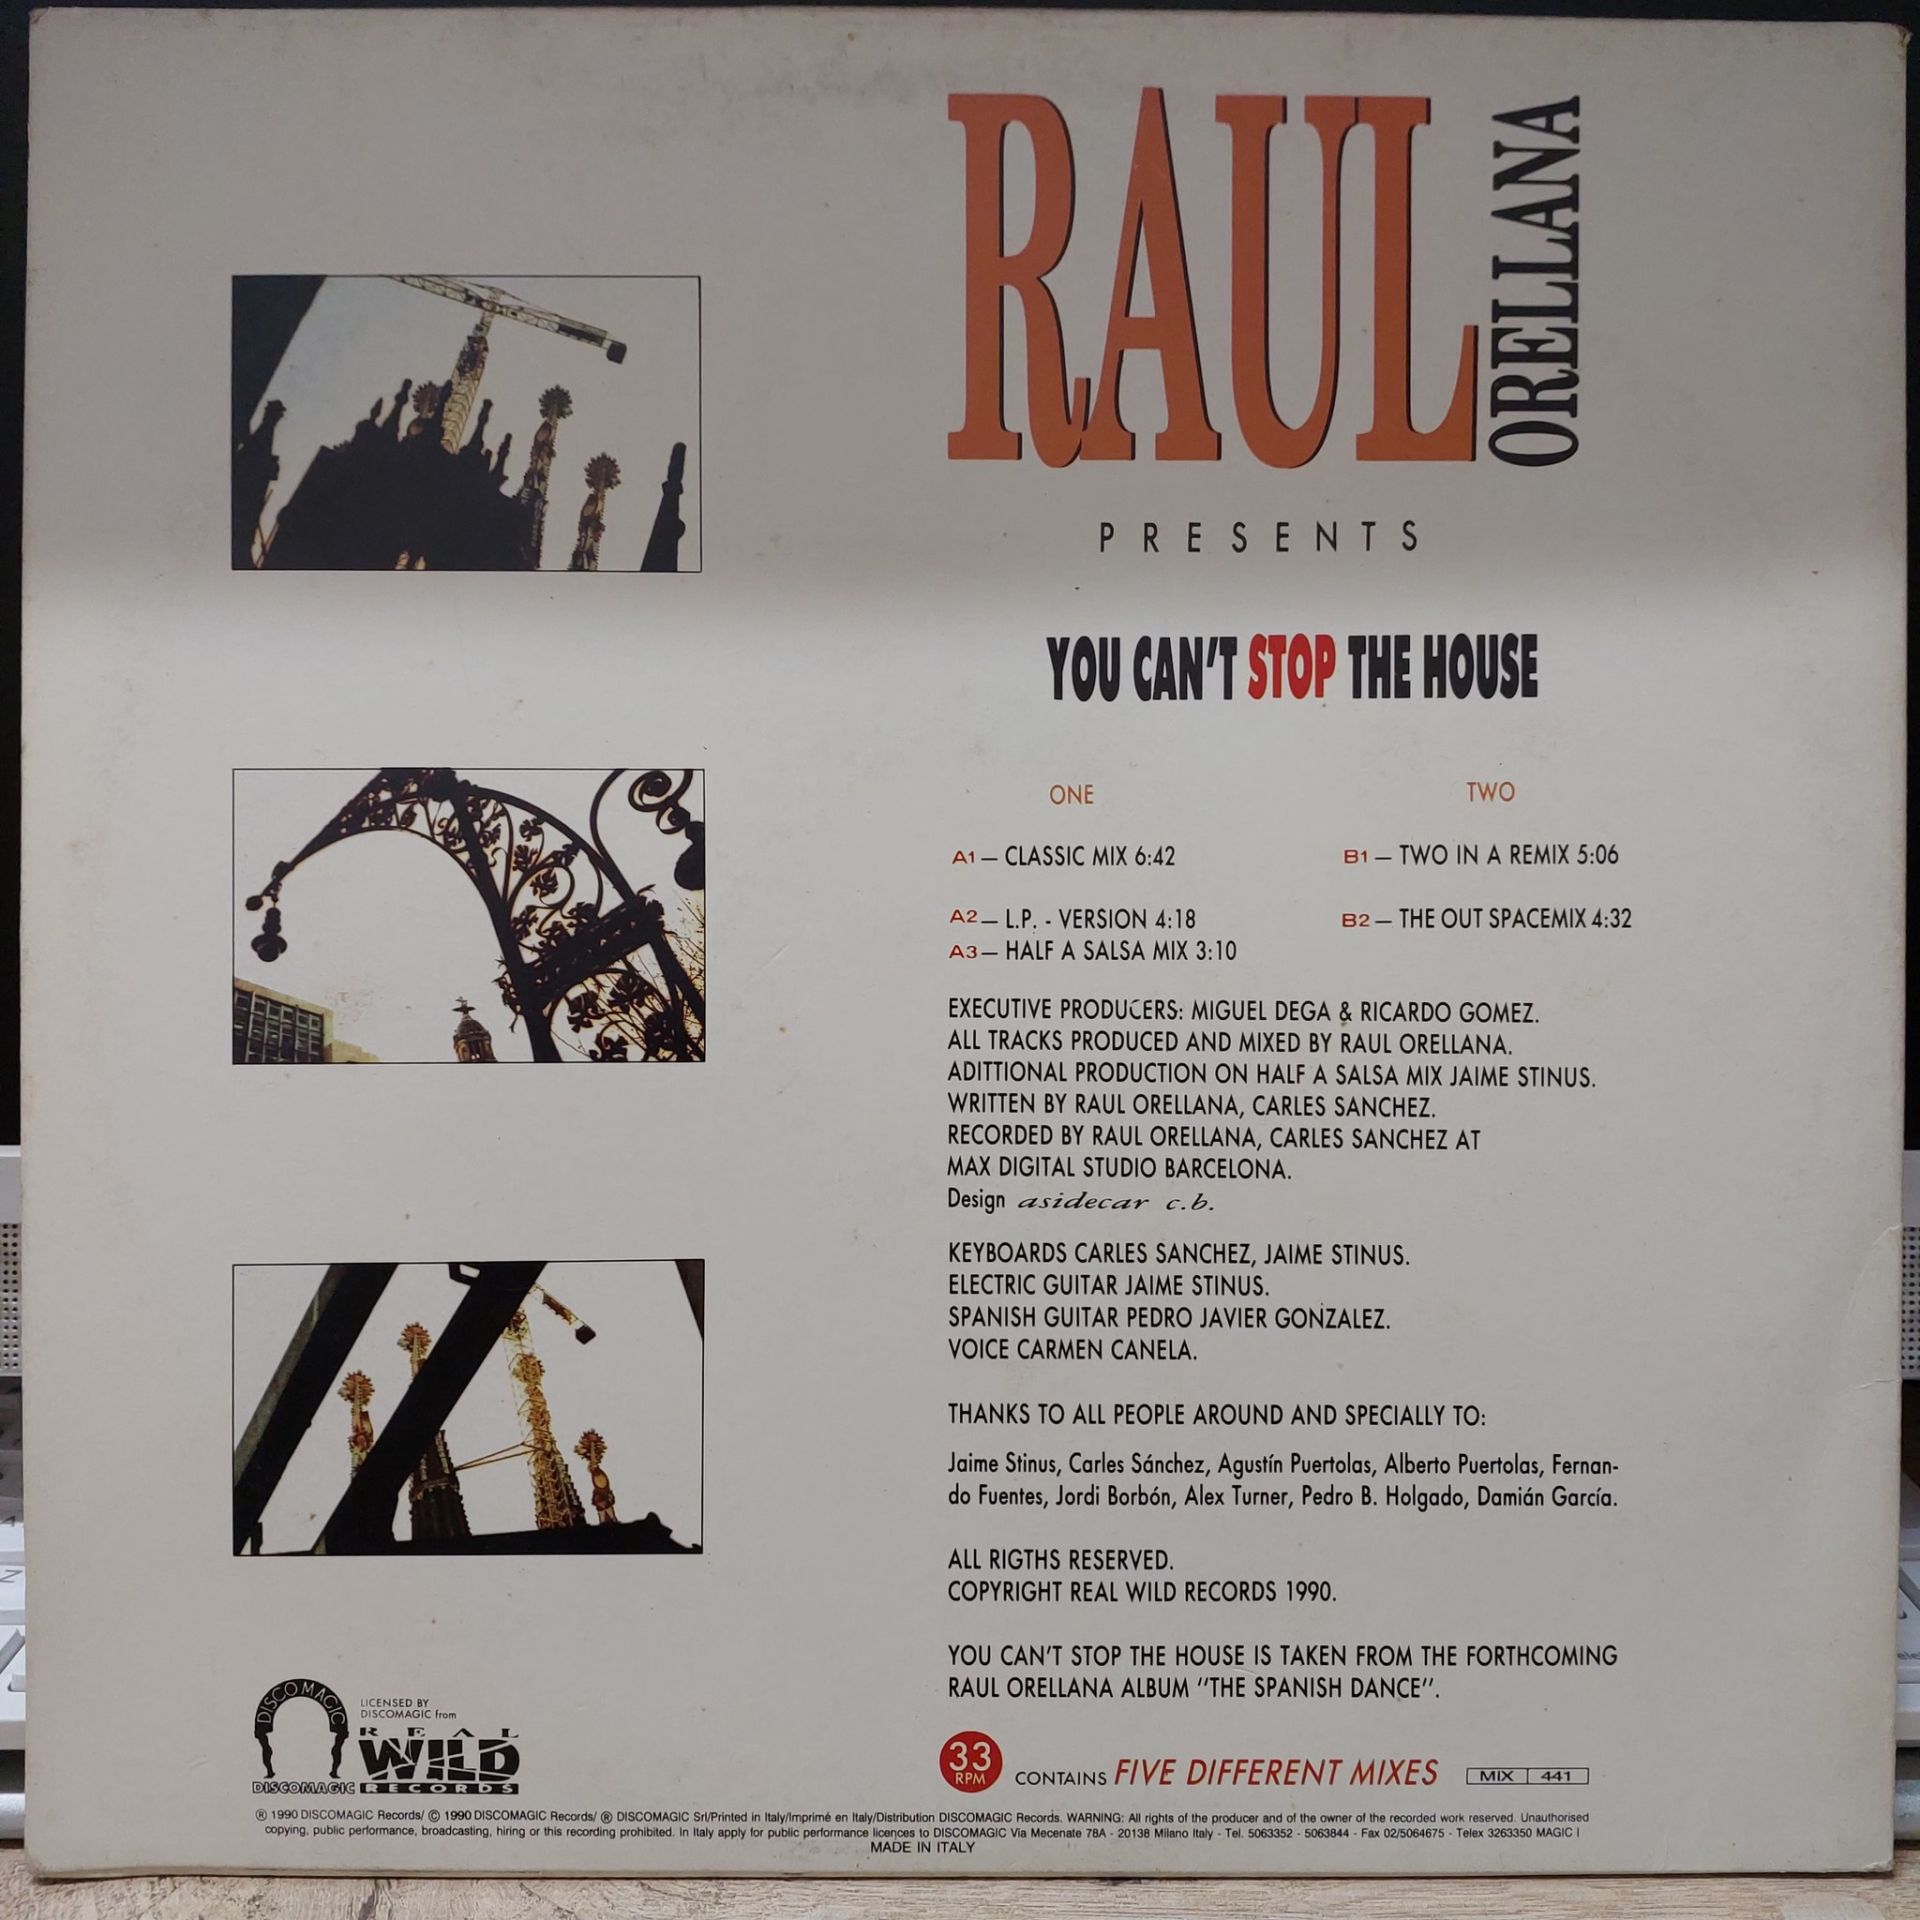 RAUL
ORELLANA
PRESENTS
YOU CAN'T STOP THE HOUSE
ONE
A1 – CLASSIC MIX 6:42
A2 – L.P. - VERSION 4:18
A3 – HALF A SALSA MIX 3:10
TWO
B1 – TWO IN A REMIX 5:06
B2 – THE OUT SPACEMIX 4:32
EXECUTIVE PRODUCERS: MIGUEL DEGA & RICARDO GOMEZ.
ALL TRACKS PRODUCED AND MIXED BY RAUL ORELLANA.
ADITTIONAL PRODUCTION ON HALF A SALSA MIX JAIME STINUS.
WRITTEN BY RAUL ORELLANA, CARLES SANCHEZ.
RECORDED BY RAUL ORELLANA, CARLES SANCHEZ AT
MAX DIGITAL STUDIO BARCELONA.
Design asidecar c.b.
KEYBOARDS CARLES SANCHEZ, JAIME STINUS.
ELECTRIC GUITAR JAIME STINUS.
SPANISH GUITAR PEDRO JAVIER GONZALEZ.
VOICE CARMEN CANELA.
THANKS TO ALL PEOPLE AROUND AND SPECIALLY TO:
Jaime Stinus, Carles Sánchez, Agustín Puertolas, Alberto Puertolas, Fernan-
do Fuentes, Jordi Borbón, Alex Turner, Pedro B. Holgado, Damián García.
ALL RIGTHS RESERVED.
COPYRIGHT REAL WILD RECORDS 1990.
YOU CAN'T STOP THE HOUSE IS TAKEN FROM THE FORTHCOMING
RAUL ORELLANA ALBUM "THE SPANISH DANCE".
DISCOMAGIC
DISCOMAGIC
LICENSED BY
DISCOMAGIC from
REAL
WILD
RECORDS
33
RPM
CONTAINS FIVE DIFFERENT MIXES
MIX 441
℗ 1990 DISCOMAGIC Records/ © 1990 DISCOMAGIC Records/ ® DISCOMAGIC Srl/Printed in Italy/Imprimé en Italy/Distribution DISCOMAGIC Records. WARNING: All rights of the producer and of the owner of the recorded work reserved. Unauthorised
copying, public performance, broadcasting, hiring or this recording prohibited. In Italy apply for public performance licences to DISCOMAGIC Via Mecenate 78A - 20138 Milano Italy - Tel. 5063352 - 5063844 - Fax 02/5064675 - Telex 3263350 MAGIC I
MADE IN ITALY